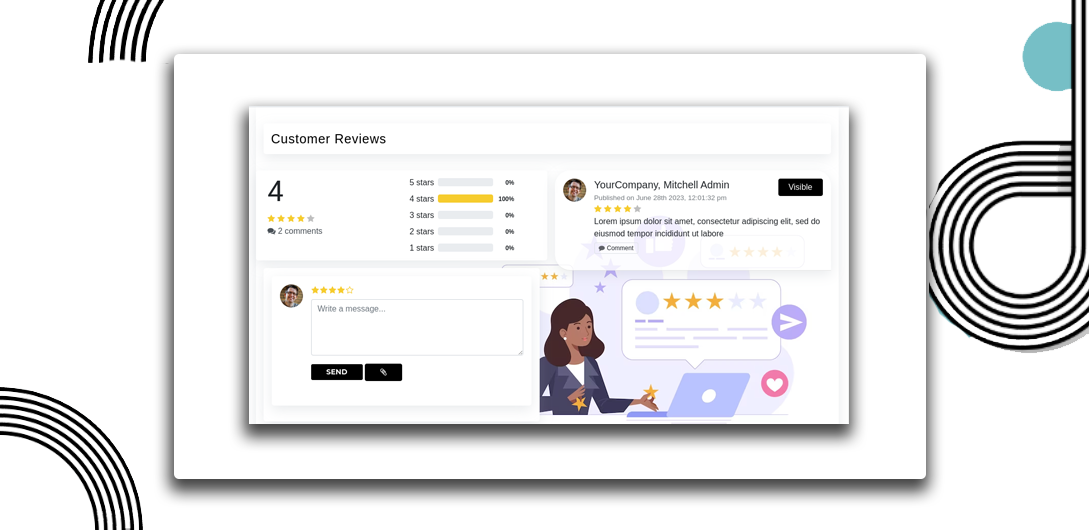 Customer Reviews
4
2 comments
5 stars 0%
4 stars 100%
3 stars 0%
2 stars 0%
1 stars 0%
YourCompany, Mitchell Admin
Visible
Published on June 28th 2023, 12:01:32 pm
Lorem ipsum dolor sit amet, consectetur adipiscing elit, sed do
eiusmod tempor incididunt ut labore
Comment
Write a message...
SEND